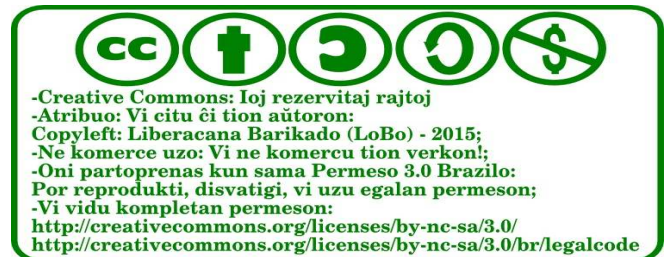 cc $
-Creative Commons: Ioj rezervitaj rajtoj
-Atribuo: Vi citu ĉi tion aŭtoron:
Copyleft: Liberacana Barikado (LoBo) - 2015;
-Ne komerce uzo: Vi ne komercu tion verkon!;
-Oni partoprenas kun sama Permeso 3.0 Brazilo:
Por reprodukti, disvatigi, vi uzu egalan permeson;
-Vi vidu kompletan permeson:
http://creativecommons.org/licenses/by-nc-sa/3.0/
http://creativecommons.org/licenses/by-nc-sa/3.0/br/legalcode